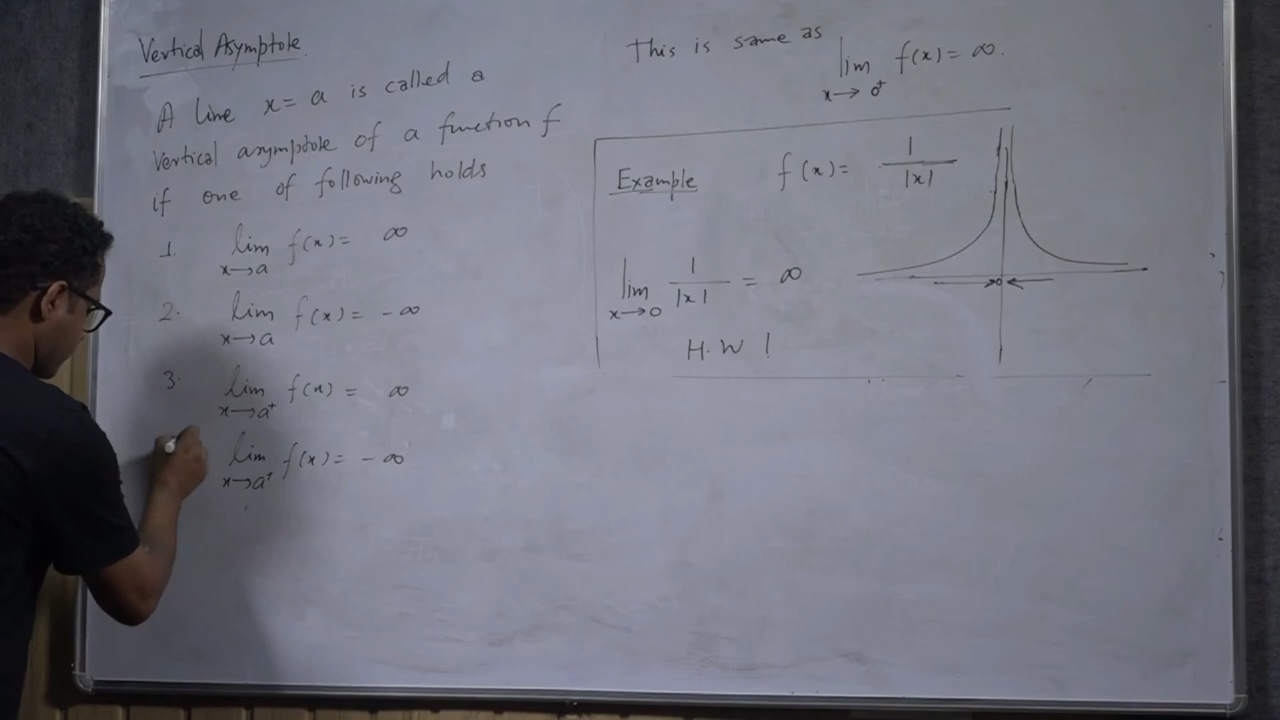 Vertical Asymptote
A line x = a is called a
vertical asymptote of a function f
if one of following holds
1. lim x→a f(x) = ∞
2. lim x→a f(x) = -∞
3. lim x→a⁺ f(x) = ∞
lim x→a⁺ f(x) = -∞
This is same as lim x→0⁺ f(x) = ∞.
Example f(x) = 1/|x|
lim x→0 1/|x| = ∞
H.W !
0